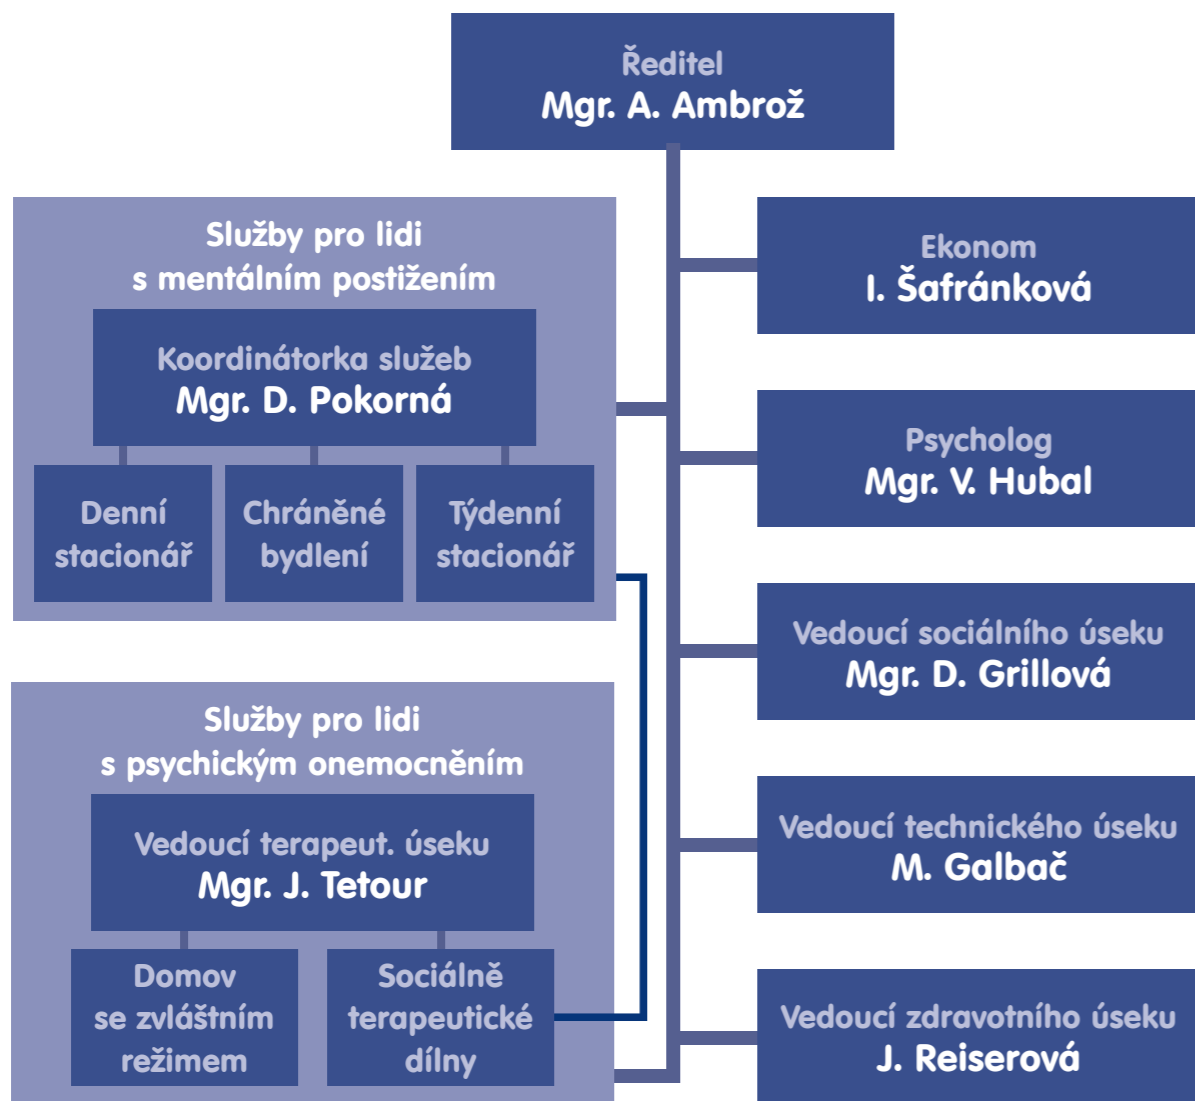 Ředitel
Mgr. A. Ambrož
Služby pro lidi
s mentálním postižením
Koordinátorka služeb
Mgr. D. Pokorná
Denní
stacionář
Chráněné
bydlení
Týdenní
stacionář
Služby pro lidi
s psychickým onemocněním
Vedoucí terapeut. úseku
Mgr. J. Tetour
Domov
se zvláštním
režimem
Sociálně
terapeutické
dílny
Ekonom
I. Šafránková
Psycholog
Mgr. V. Hubal
Vedoucí sociálního úseku
Mgr. D. Grillová
Vedoucí technického úseku
M. Galbač
Vedoucí zdravotního úseku
J. Reiserová